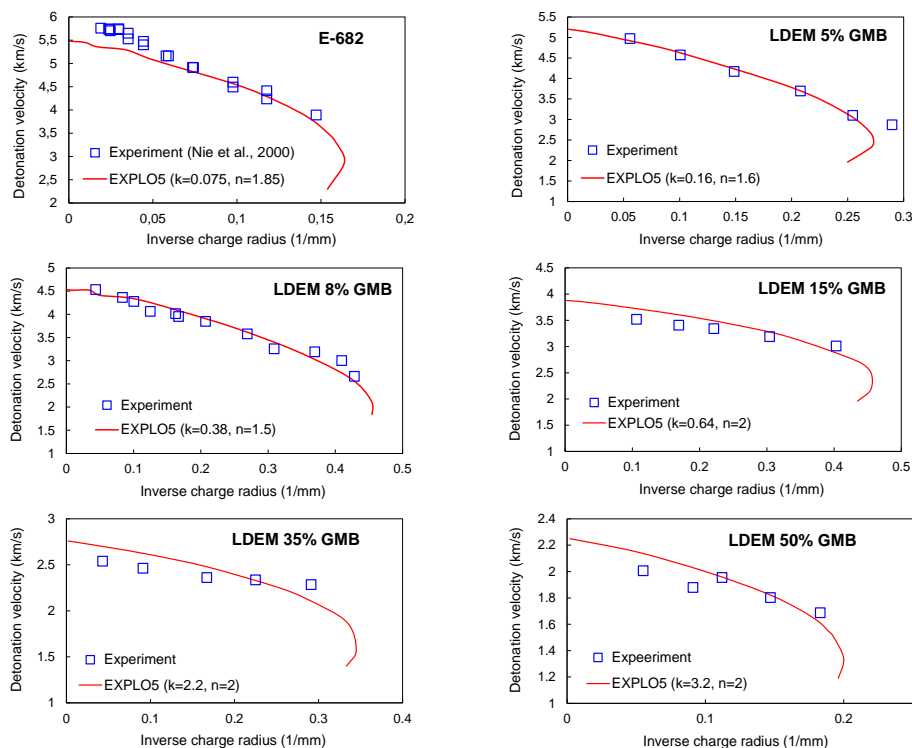 Detonation velocity (km/s)
6
5,5
5
4,5
4
3,5
3
2,5
2
E-682
Experiment (Nie et al., 2000)
EXPLO5 (k=0.075, n=1.85)
0 0,05 0,1 0,15 0,2
Inverse charge radius (1/mm)
Detonation velocity (km/s)
5.5
5
4.5
4
3.5
3
2.5
2
1.5
1
LDEM 5% GMB
Experiment
EXPLO5 (k=0.16, n=1.6)
0 0.05 0.1 0.15 0.2 0.25 0.3
Inverse charge radius (1/mm)
Detonation velocity (km/s)
5
4.5
4
3.5
3
2.5
2
1.5
1
LDEM 8% GMB
Experiment
EXPLO5 (k=0.38, n=1.5)
0 0.1 0.2 0.3 0.4 0.5
Inverse charge radius (1/mm)
Detonation velocity (km/s)
4.5
4
3.5
3
2.5
2
1.5
1
LDEM 15% GMB
Experiment
EXPLO5 (k=0.64, n=2)
0 0.1 0.2 0.3 0.4 0.5
Inverse charge radius (1/mm)
Detonation velocity (km/s)
3
2.5
2
1.5
1
LDEM 35% GMB
Experiment
EXPLO5 (k=2.2, n=2)
0 0.1 0.2 0.3 0.4
Inverse charge radius (1/mm)
Detonation velocity (km/s)
2.4
2.2
2
1.8
1.6
1.4
1.2
1
LDEM 50% GMB
Expeeriment
EXPLO5 (k=3.2, n=2)
0 0.1 0.2
Inverse charge radius (1/mm)